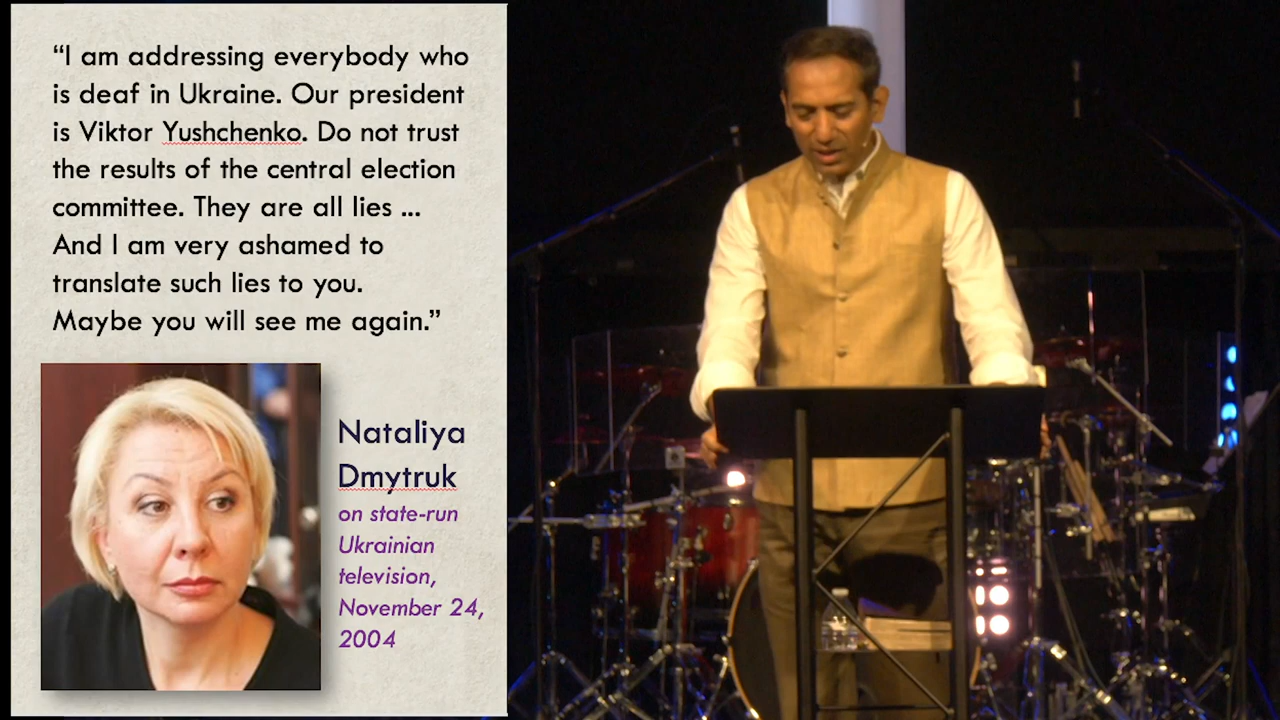 “I am addressing everybody who
is deaf in Ukraine. Our president
is Viktor Yushchenko. Do not trust
the results of the central election
committee. They are all lies ...
And I am very ashamed to
translate such lies to you.
Maybe you will see me again.”
Nataliya
Dmytruk
on state-run
Ukrainian
television,
November 24,
2004